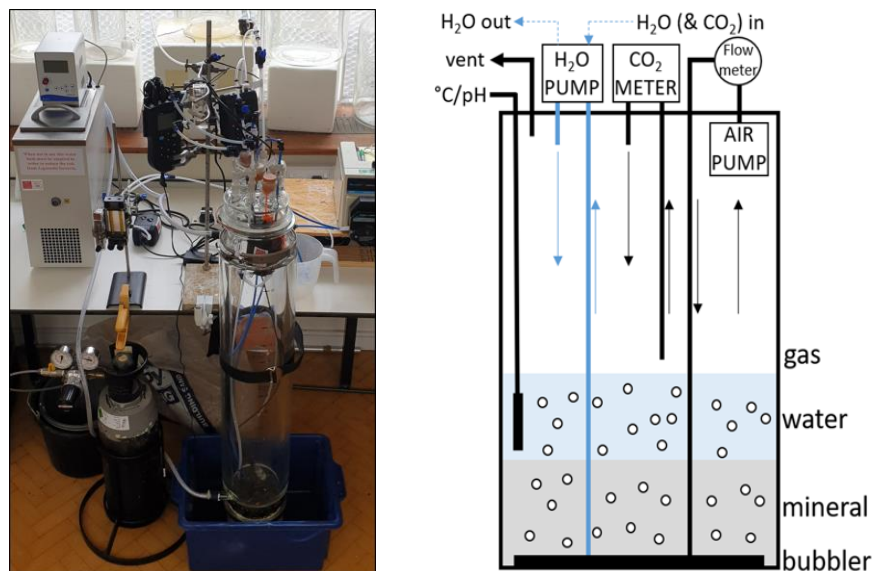 H₂O out
H₂O (& CO₂) in
vent
H₂O
PUMP
CO₂
METER
Flow
meter
°C/pH
AIR
PUMP
gas
water
mineral
bubbler